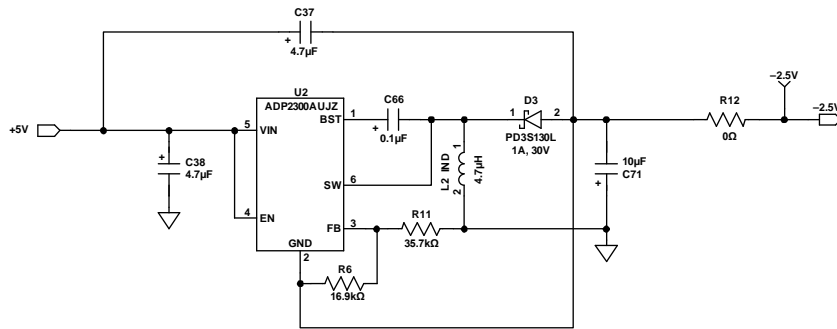 C37
+
4.7µF
U2
ADP2300AUJZ
+5V
5
VIN
BST
1
C66
+
0.1µF
1
D3
2
PD3S130L
1A, 30V
–2.5V
R12
0Ω
–2.5V
+
C38
4.7µF
SW
6
L2 IND
1
2
4.7µH
10µF
+
C71
4
EN
FB
3
R11
35.7kΩ
GND
2
R6
16.9kΩ